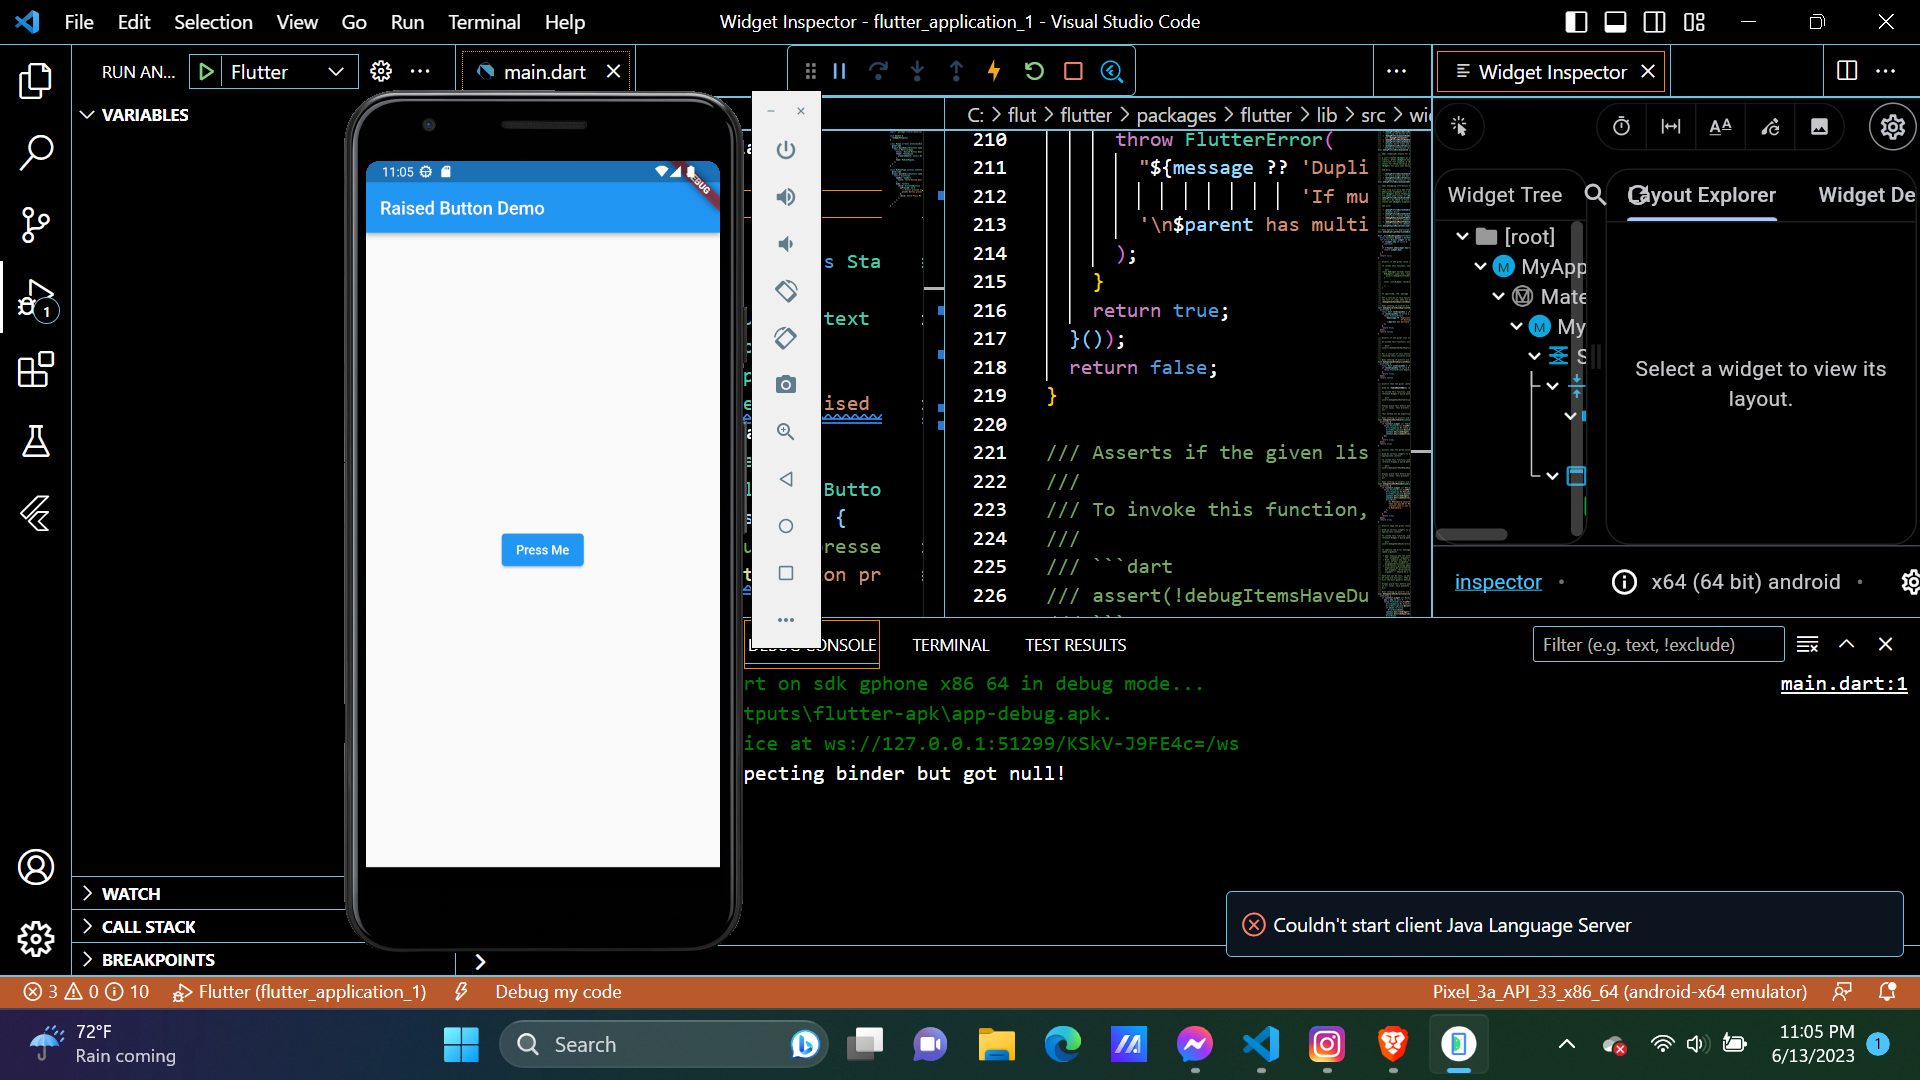 File Edit Selection View Go Run Terminal Help
Widget Inspector - flutter_application_1 - Visual Studio Code
RUN AN...
Flutter
main.dart
Widget Inspector
VARIABLES
C: > flut > flutter > packages > flutter > lib > src > wi
11:05
DEBUG
Raised Button Demo
Press Me
s Sta
text
ised
Butto
{
resse
on pr
210 throw FlutterError(
211 "${message ?? 'Dupli
212 'If mu
213 '\n$parent has multi
214 );
215 }
216 return true;
217 }());
218 return false;
219 }
220
221 /// Asserts if the given lis
222 ///
223 /// To invoke this function,
224 ///
225 /// ```dart
226 /// assert(!debugItemsHaveDu
Widget Tree
Layout Explorer
Widget De
[root]
MyApp
Mate
My
S
Select a widget to view its
layout.
inspector
x64 (64 bit) android
DEBUG CONSOLE
TERMINAL
TEST RESULTS
Filter (e.g. text, !exclude)
rt on sdk gphone x86 64 in debug mode...
main.dart:1
tputs\flutter-apk\app-debug.apk.
ice at ws://127.0.0.1:51299/KSkV-J9FE4c=/ws
pecting binder but got null!
WATCH
CALL STACK
BREAKPOINTS
Couldn't start client Java Language Server
3 0 10 Flutter (flutter_application_1) Debug my code
Pixel_3a_API_33_x86_64 (android-x64 emulator)
72°F
Rain coming
Search
11:05 PM
6/13/2023
1